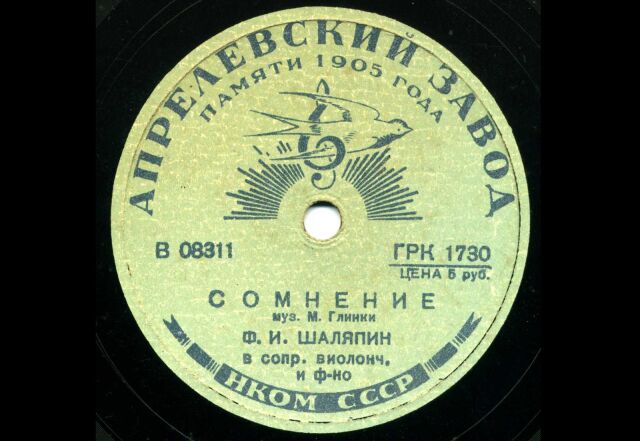 АПРЕЛЕВСКИЙ ЗАВОД
ПАМЯТИ 1905 ГОДА
В 08311
ГРК 1730
ЦЕНА 5 руб.
СОМНЕНИЕ
муз. М. Глинки
Ф. И. ШАЛЯПИН
в сопр. виолонч.
и ф-но
НКОМ СССР